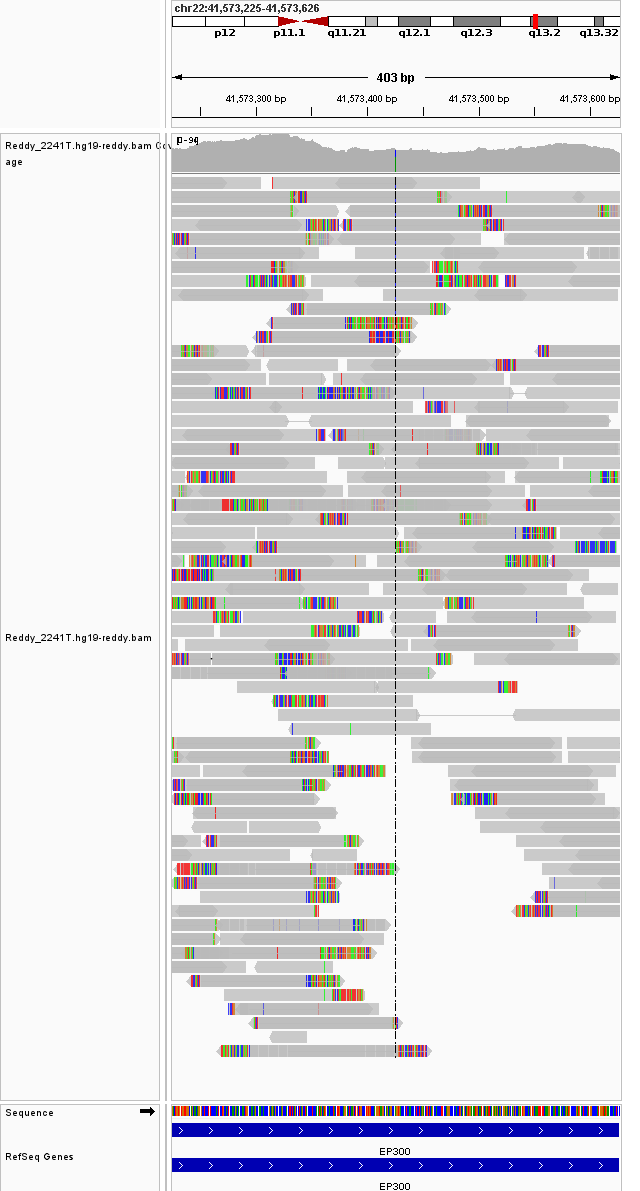 chr22:41,573,225-41,573,626
p12 p11.1 q11.21 q12.1 q12.3 q13.2 q13.32
403 bp
41,573,300 bp 41,573,400 bp 41,573,500 bp 41,573,600 bp
Reddy_2241T.hg19-reddy.bam Cov
age
Reddy_2241T.hg19-reddy.bam
Sequence
EP300
RefSeq Genes
EP300